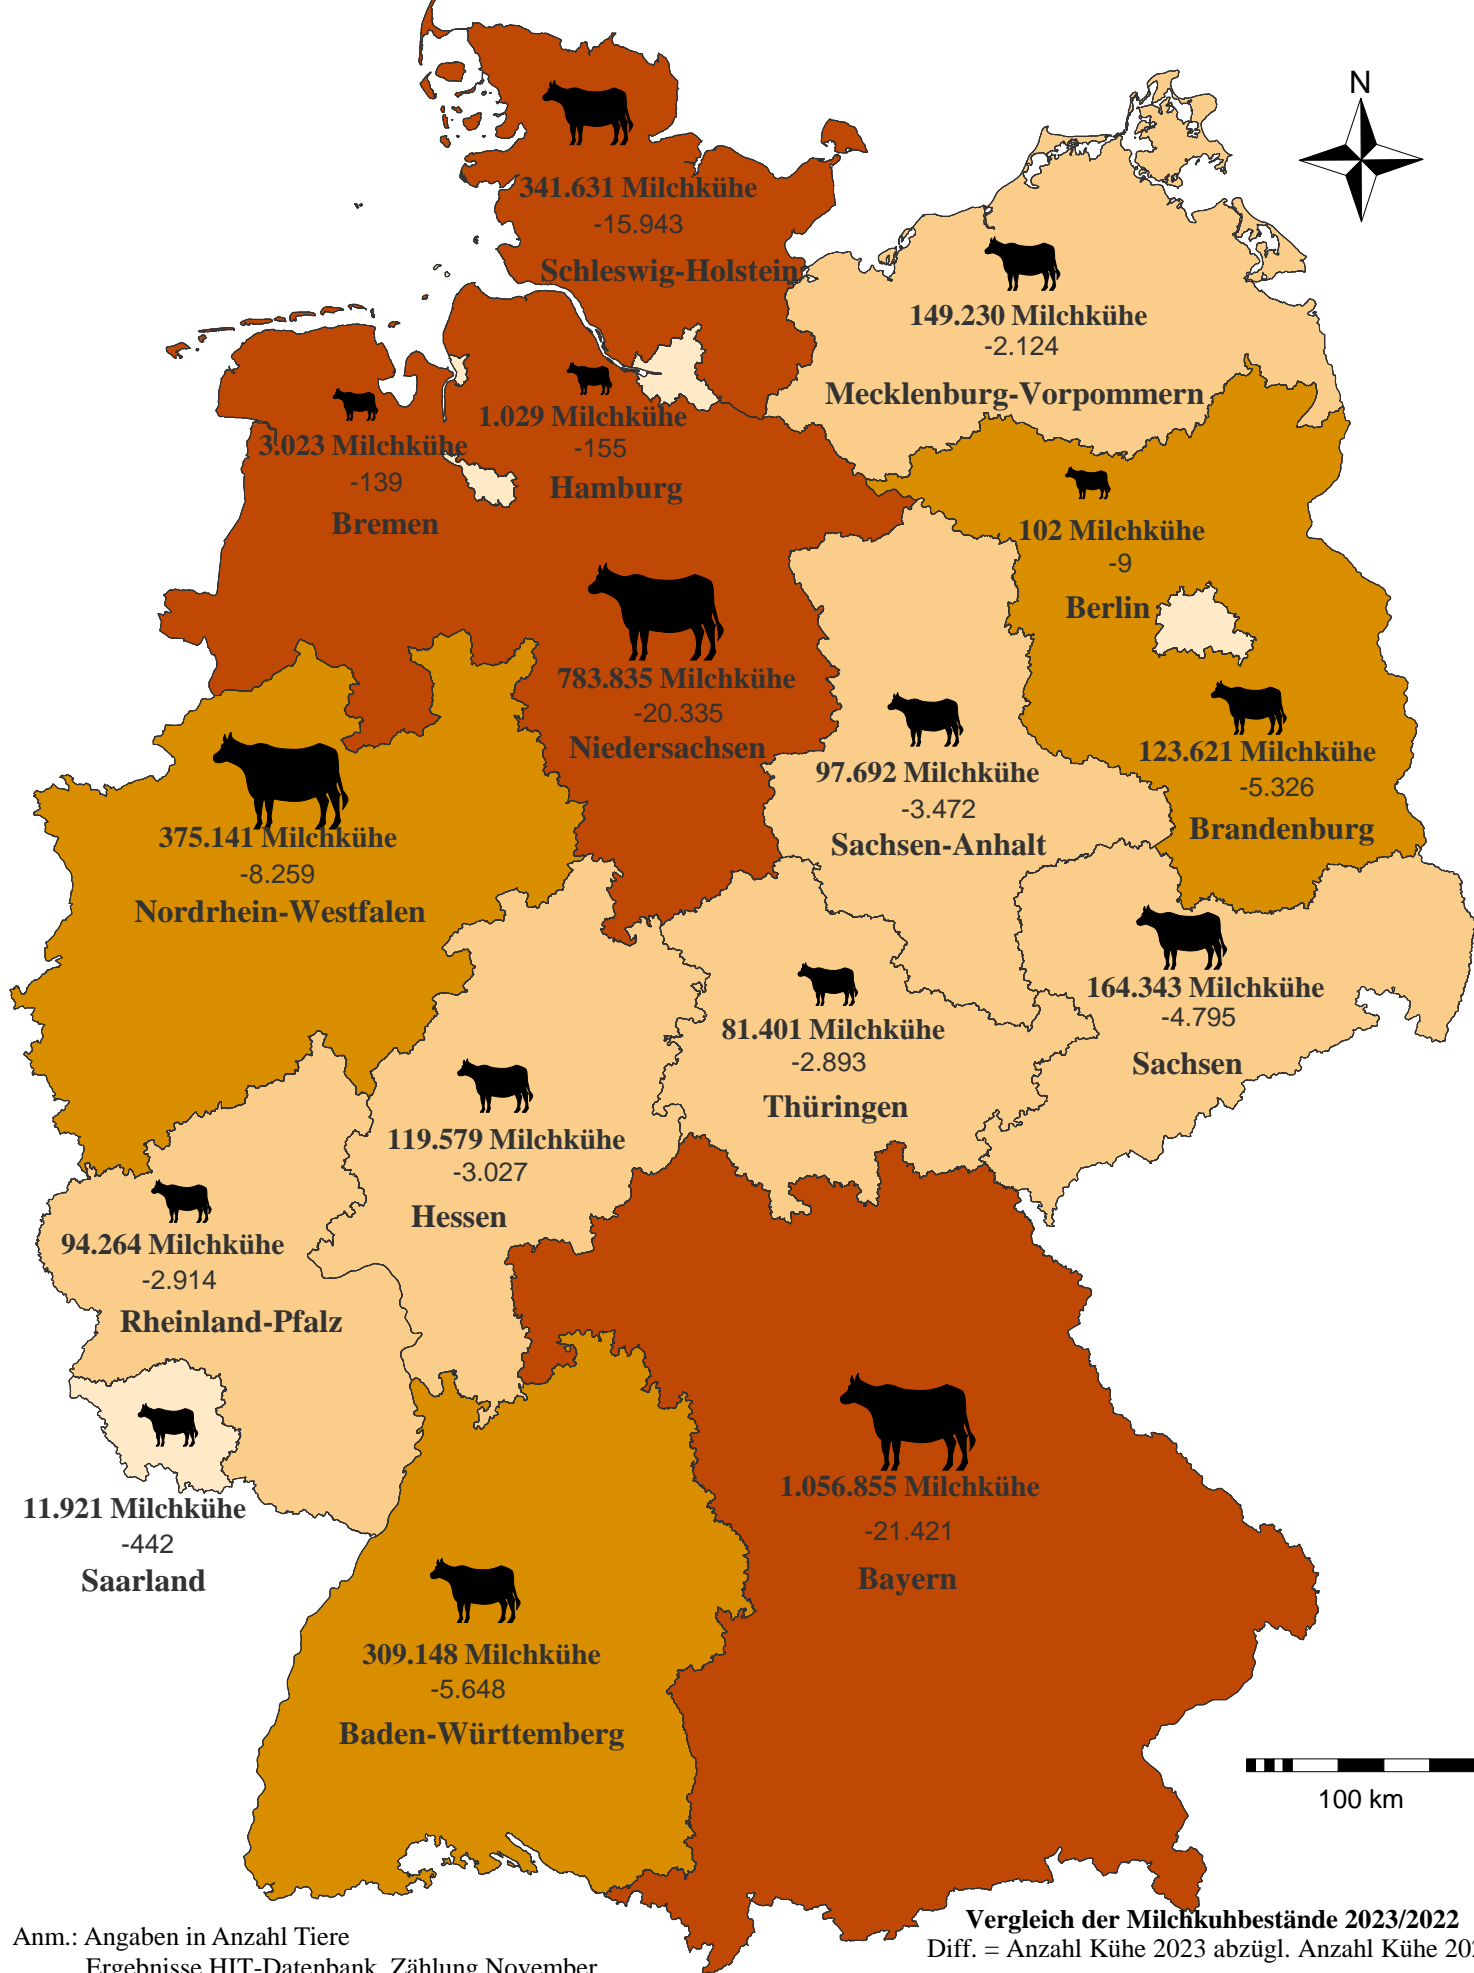 N
341.631 Milchkühe
-15.943
Schleswig-Holstein
149.230 Milchkühe
-2.124
Mecklenburg-Vorpommern
1.029 Milchkühe
-155
Hamburg
3.023 Milchkühe
-139
Bremen
102 Milchkühe
-9
Berlin
783.835 Milchkühe
-20.335
Niedersachsen
97.692 Milchkühe
-3.472
Sachsen-Anhalt
123.621 Milchkühe
-5.326
Brandenburg
375.141 Milchkühe
-8.259
Nordrhein-Westfalen
164.343 Milchkühe
-4.795
Sachsen
81.401 Milchkühe
-2.893
Thüringen
119.579 Milchkühe
-3.027
Hessen
94.264 Milchkühe
-2.914
Rheinland-Pfalz
11.921 Milchkühe
-442
Saarland
1.056.855 Milchkühe
-21.421
Bayern
309.148 Milchkühe
-5.648
Baden-Württemberg
100 km
Vergleich der Milchkuhbestände 2023/2022
Diff. = Anzahl Kühe 2023 abzügl. Anzahl Kühe
Anm.: Angaben in Anzahl Tiere
Ergebnisse HIT-Datenbank, Zählung November